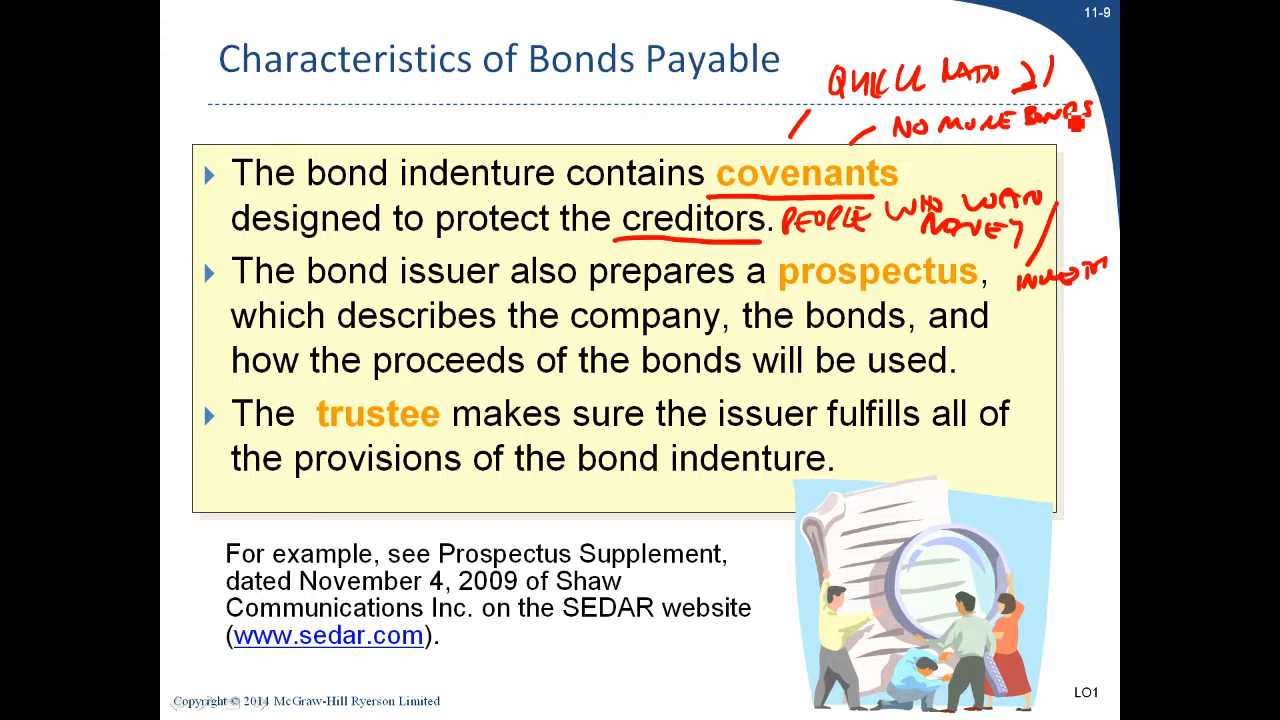 11-9
Characteristics of Bonds Payable
QUICK RATIO >1
NO MORE BONDS
The bond indenture contains covenants
designed to protect the creditors.
PEOPLE WHO
MONEY
The bond issuer also prepares a prospectus,
which describes the company, the bonds, and
how the proceeds of the bonds will be used.
The trustee makes sure the issuer fulfills all of
the provisions of the bond indenture.
For example, see Prospectus Supplement,
dated November 4, 2009 of Shaw
Communications Inc. on the SEDAR website
(www.sedar.com).
Copyright © 2014 McGraw-Hill Ryerson Limited
LO1